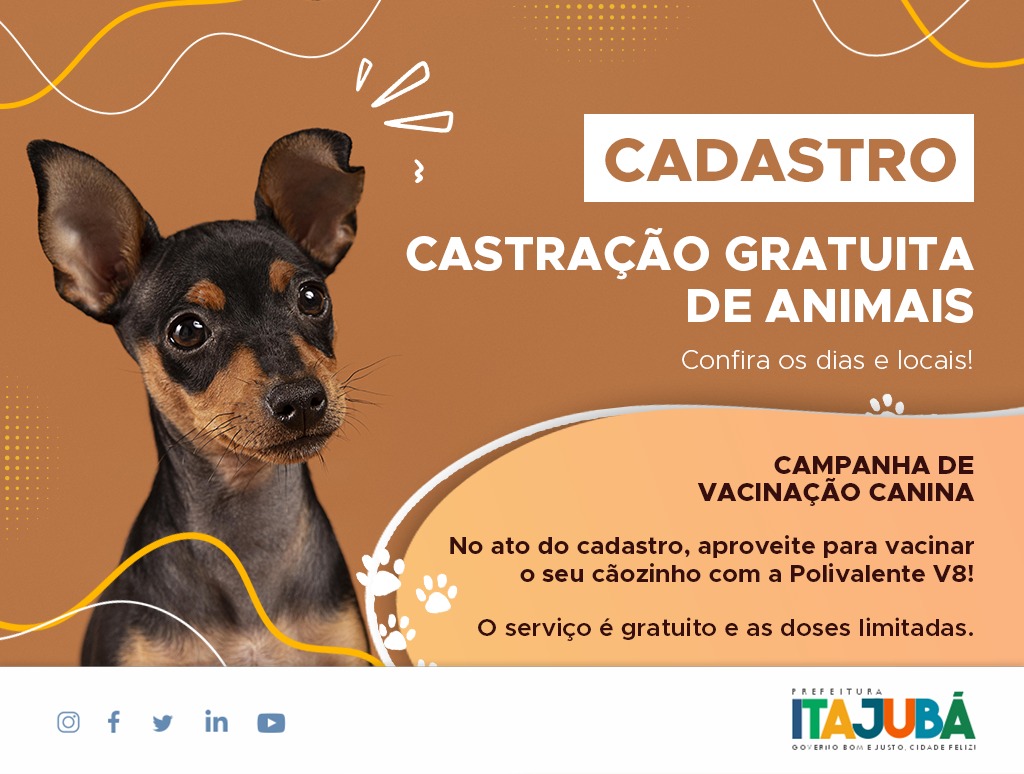 CADASTRO
CASTRAÇÃO GRATUITA
DE ANIMAIS
Confira os dias e locais!
CAMPANHA DE
VACINAÇÃO CANINA
No ato do cadastro, aproveite para vacinar
o seu cãozinho com a Polivalente V8!
O serviço é gratuito e as doses limitadas.
PREFEITURA
ITAJUBÁ
GOVERNO BOM E JUSTO, CIDADE FELIZ!